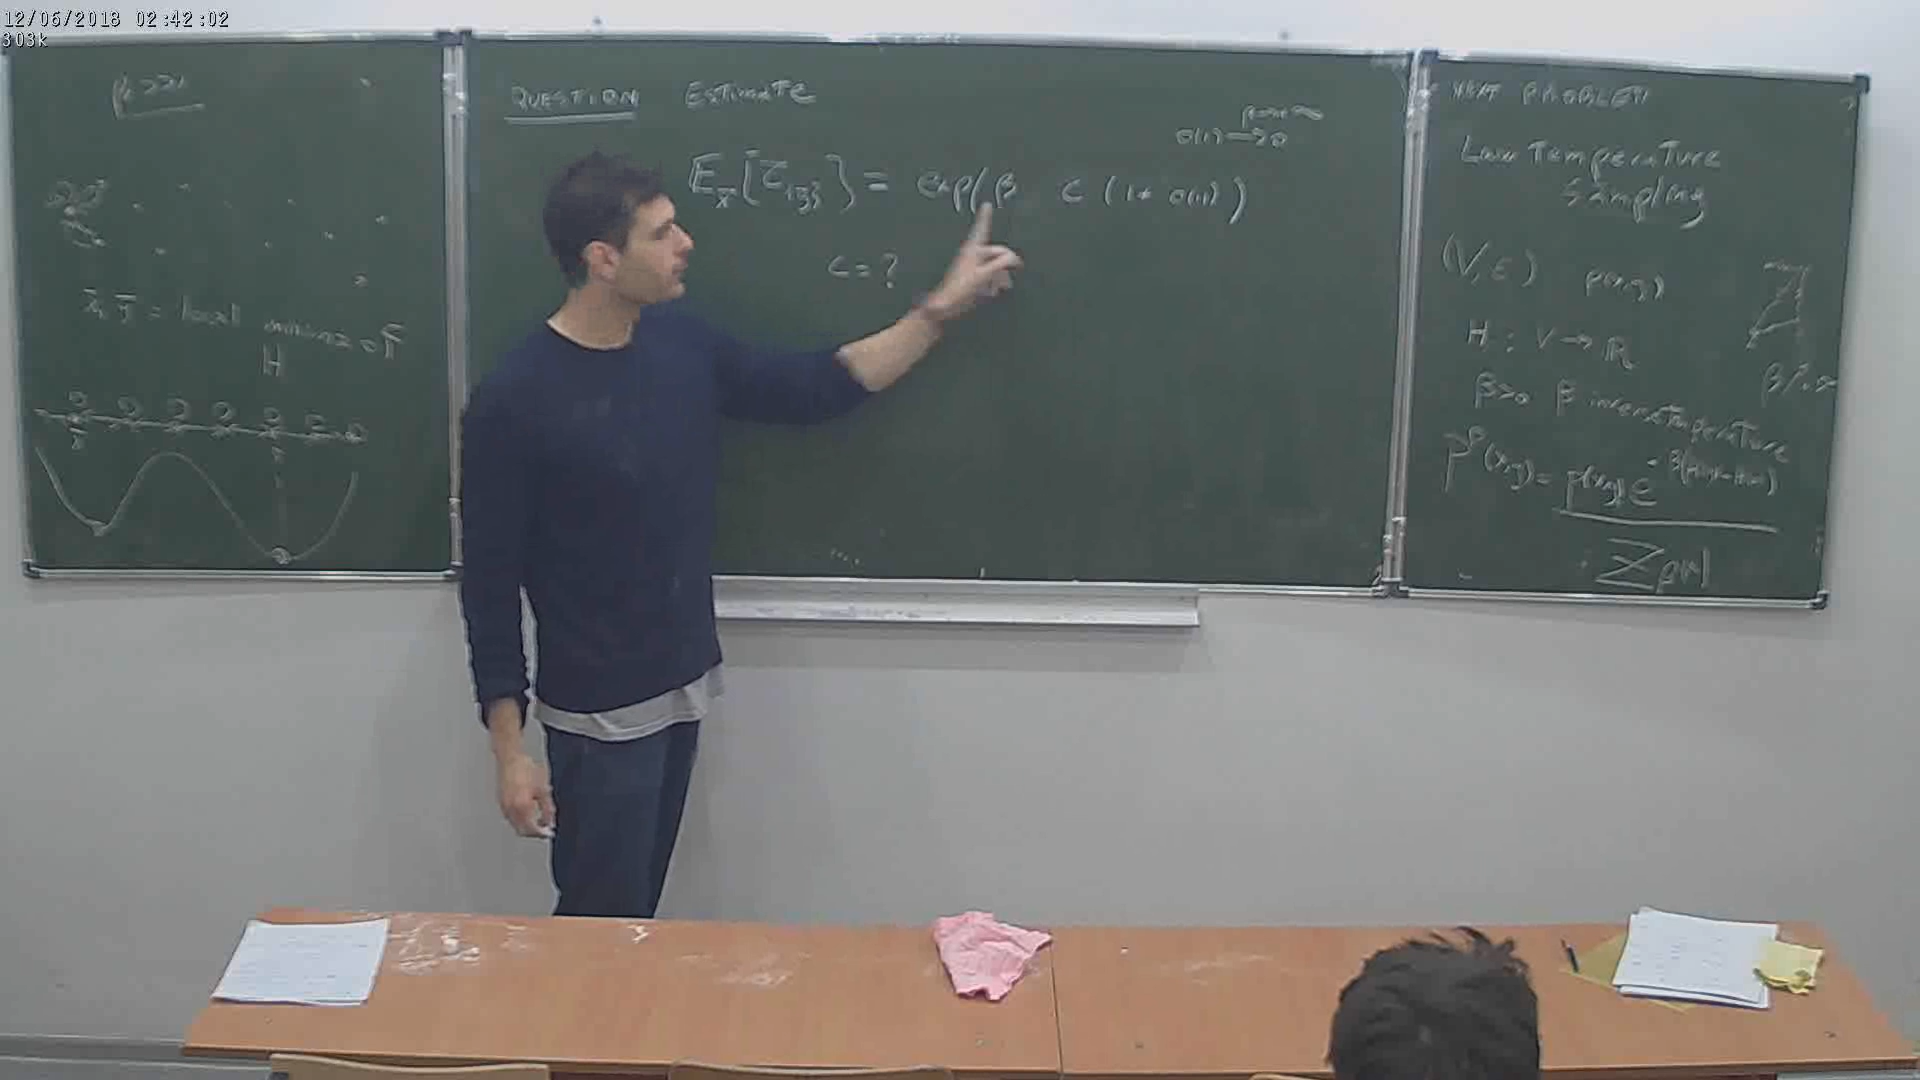 12/06/2018 02:42:02
303k
β >> 1
x̄, ȳ = local minima of
H
QUESTION Estimate
β → ∞
o(1) → 0
E_x̄ [τ_{ȳ}] = exp(β c (1+ o(1)))
c = ?
NEXT PROBLEM
Low Temperature
Sampling
(V, E) p(x,y)
H : V → ℝ
β>0 β inverse temperature
β ↗ ∞
P^β(x,y) = p(x,y) e^{-β(H(y)-H(x))}
Z_β(x)